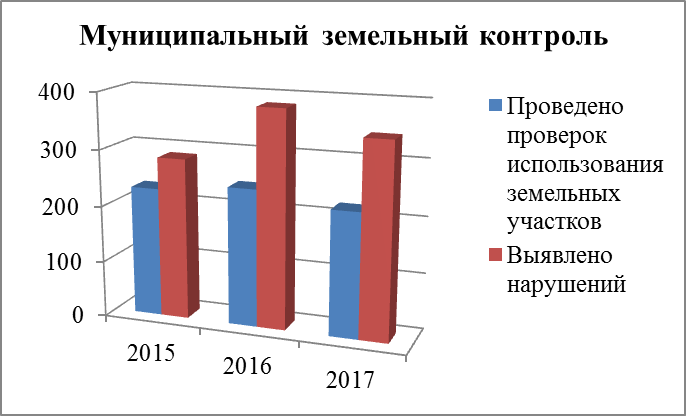 Муниципальный земельный контроль
400
300
200
100
0
2015
2016
2017
Проведено
проверок
использования
земельных
участков
Выявлено
нарушений